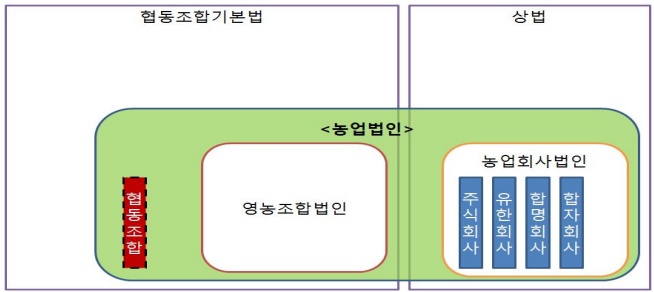 협동조합기본법
상법
<농업법인>
협동조합
영농조합법인
농업회사법인
주식회사
유한회사
합명회사
합자회사